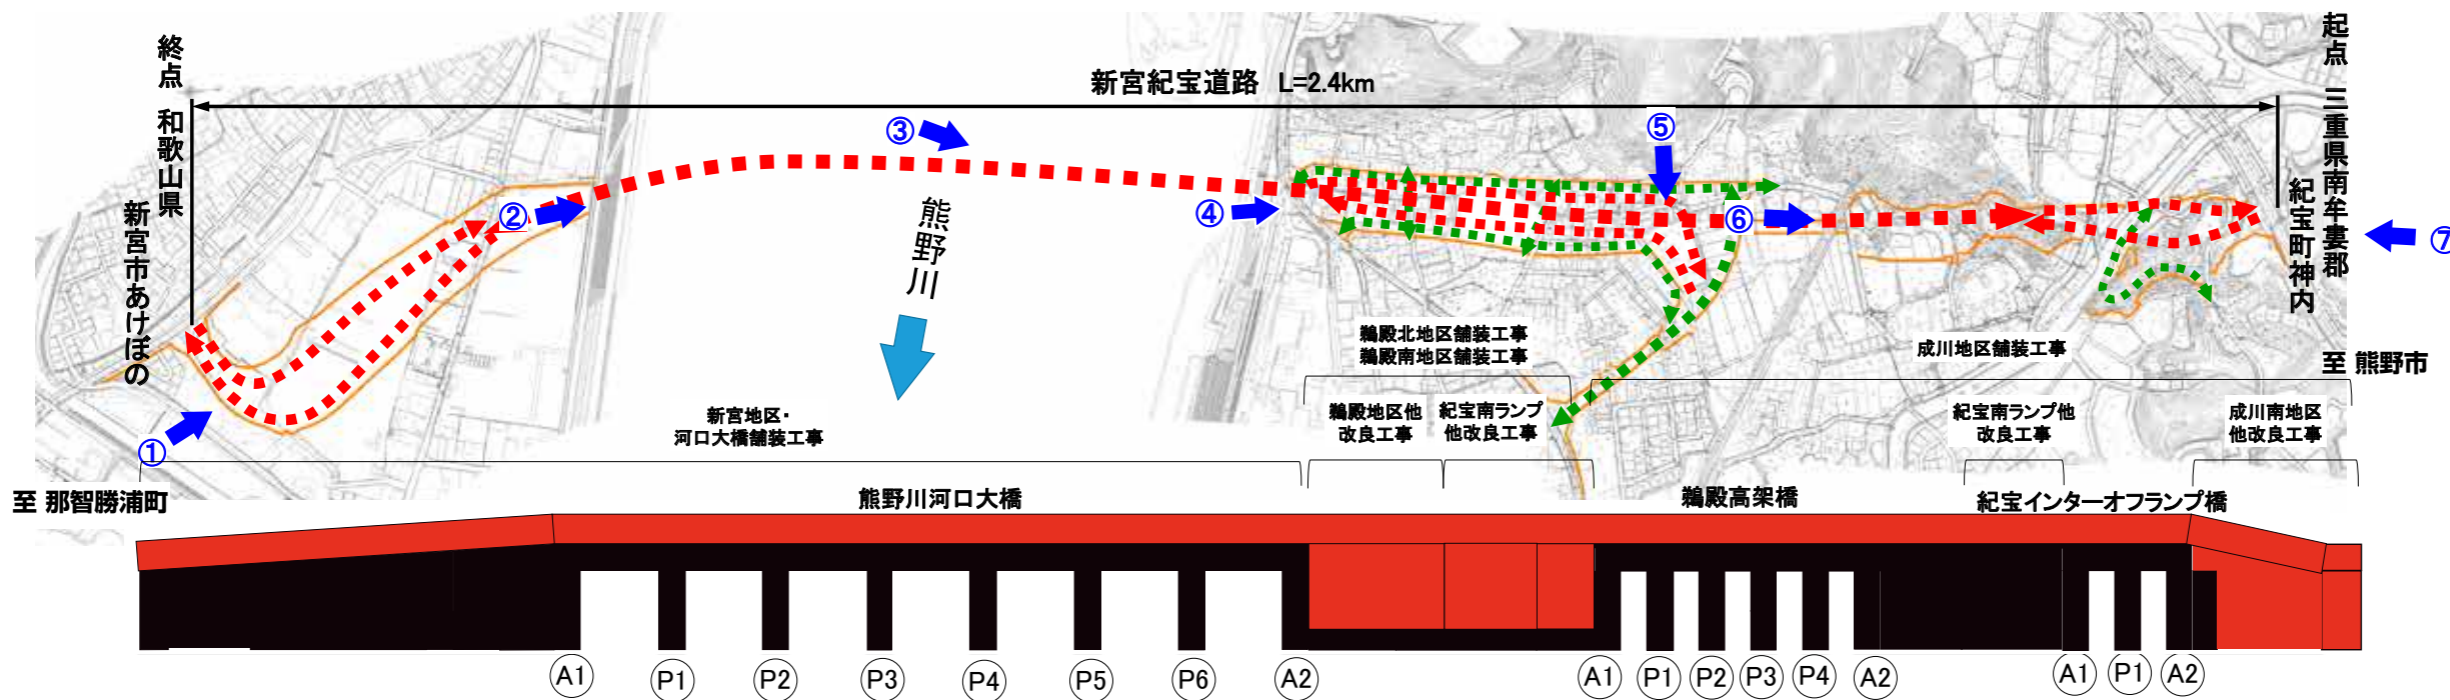 終点 和歌山県
新宮市あけぼの
新宮紀宝道路 L=2.4km
起点 三重県南牟婁郡
紀宝町神内
①
②
③
④
⑤
⑥
⑦
熊野川
至 那智勝浦町
至 熊野市
新宮地区・
河口大橋舗装工事
鵜殿北地区舗装工事
鵜殿南地区舗装工事
成川地区舗装工事
鵜殿地区他
改良工事
紀宝南ランプ
他改良工事
紀宝南ランプ他
改良工事
成川南地区
他改良工事
熊野川河口大橋
鵜殿高架橋
紀宝インターオフランプ橋
A1 P1 P2 P3 P4 P5 P6 A2 A1 P1 P2 P3 P4 A2 A1 P1 A2